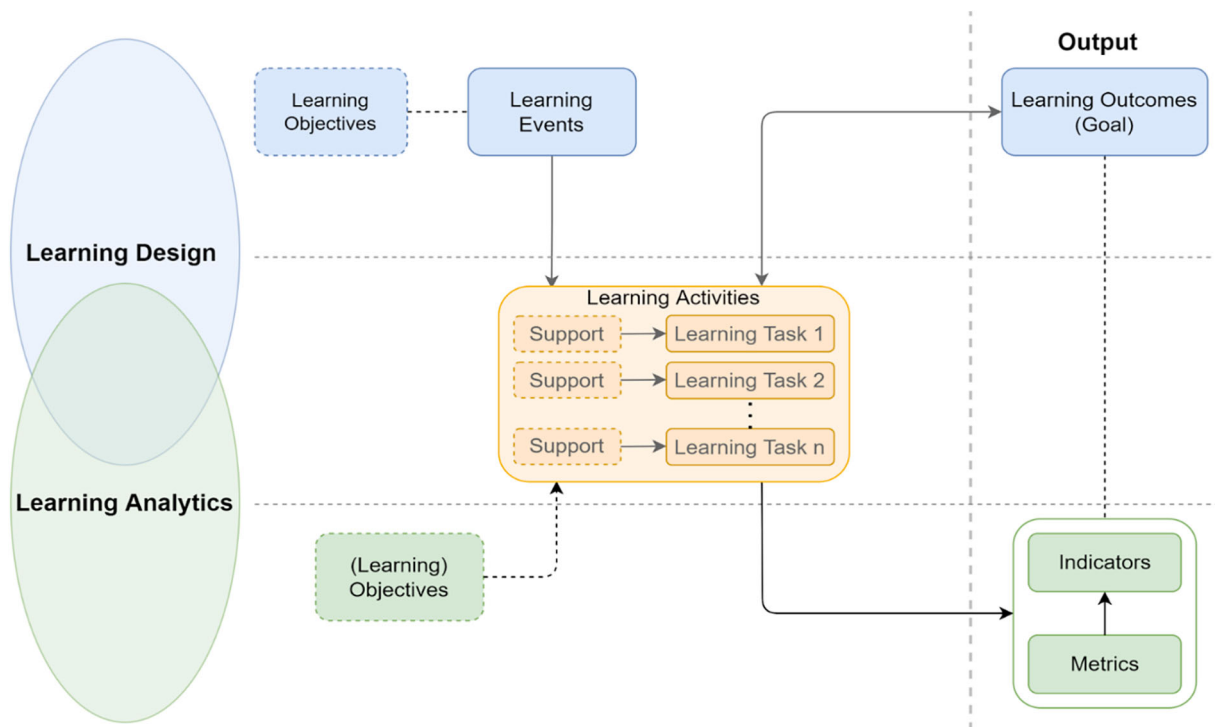 Output
Learning
Objectives
Learning
Events
Learning Outcomes
(Goal)
Learning Design
Learning Activities
Support
Learning Task 1
Support
Learning Task 2
Support
Learning Task n
Learning Analytics
(Learning)
Objectives
Indicators
Metrics